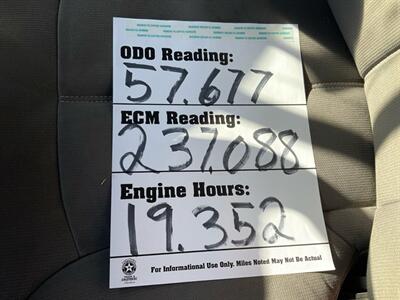 ODO Reading:
57.677
ECM Reading:
237.088
Engine Hours:
19.352
For Informational Use Only. Miles Noted May Not Be Actual